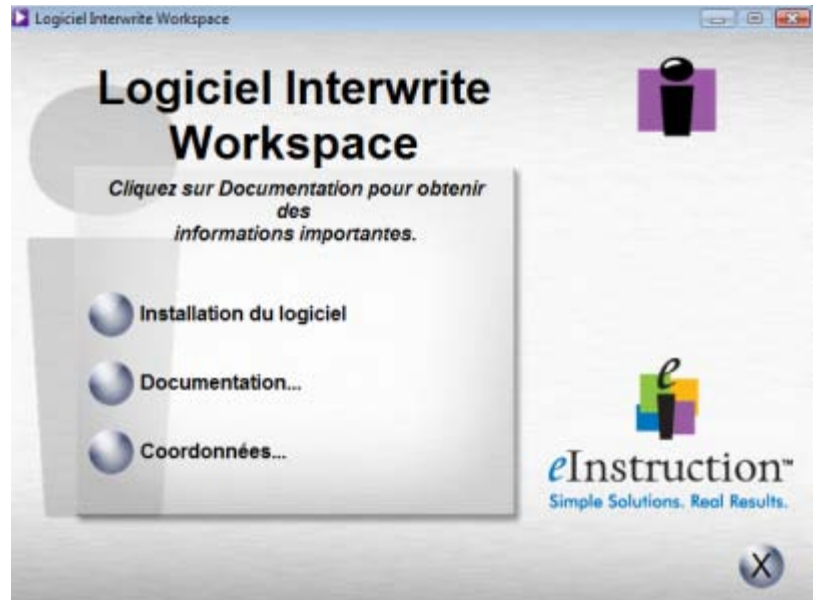 Logiciel Interwrite Workspace
Logiciel Interwrite
Workspace
Cliquez sur Documentation pour obtenir
des
informations importantes.
Installation du logiciel
Documentation...
Coordonnées...
eInstruction™
Simple Solutions. Real Results.
X